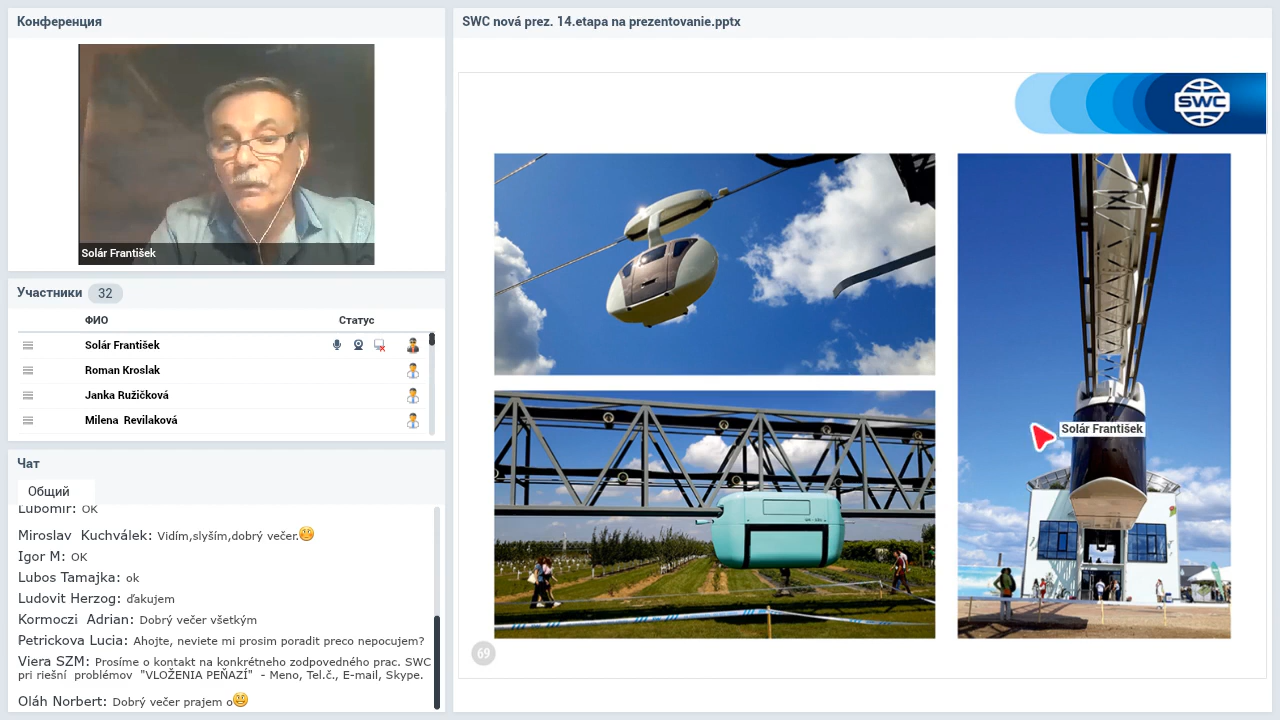 Конференция
Solár František
Участники 32
ФИО Статус
Solár František
Roman Kroslak
Janka Ružičková
Milena Revilaková
Чат
Общий
Lubomir: OK
Miroslav Kuchválek: Vidím,slyším,dobrý večer.
Igor M: OK
Lubos Tamajka: ok
Ludovit Herzog: ďakujem
Kormoczi Adrian: Dobrý večer všetkým
Petrickova Lucia: Ahojte, neviete mi prosim poradit preco nepocujem?
Viera SZM: Prosíme o kontakt na konkrétneho zodpovedného prac. SWC
pri riešní problémov "VLOŽENIA PEŇAZÍ" - Meno, Tel.č., E-mail, Skype.
Oláh Norbert: Dobrý večer prajem o
SWC nová prez. 14.etapa na prezentovanie.pptx
SWC
Solár František
69